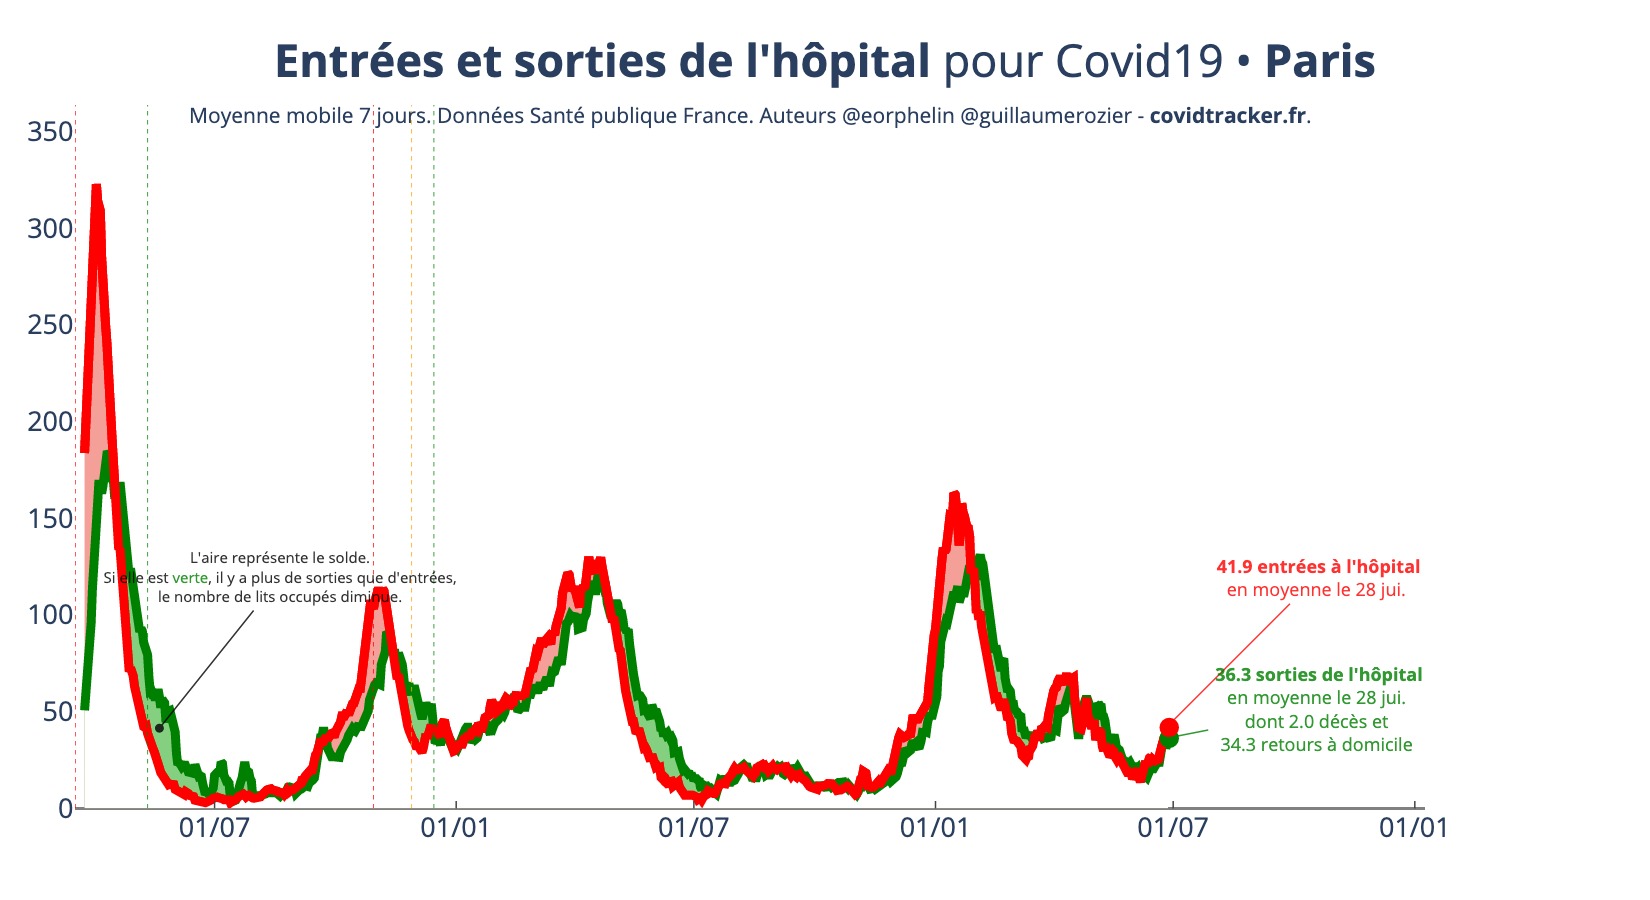 Entrées et sorties de l'hôpital pour Covid19 • Paris
Moyenne mobile 7 jours. Données Santé publique France. Auteurs @eorphelin @guillaumerozier - covidtracker.fr.
350
300
250
200
150
100
50
0
L'aire représente le solde.
Si elle est verte, il y a plus de sorties que d'entrées,
le nombre de lits occupés diminue.
41.9 entrées à l'hôpital
en moyenne le 28 jui.
36.3 sorties de l'hôpital
en moyenne le 28 jui.
dont 2.0 décès et
34.3 retours à domicile
01/07
01/01
01/07
01/01
01/07
01/01